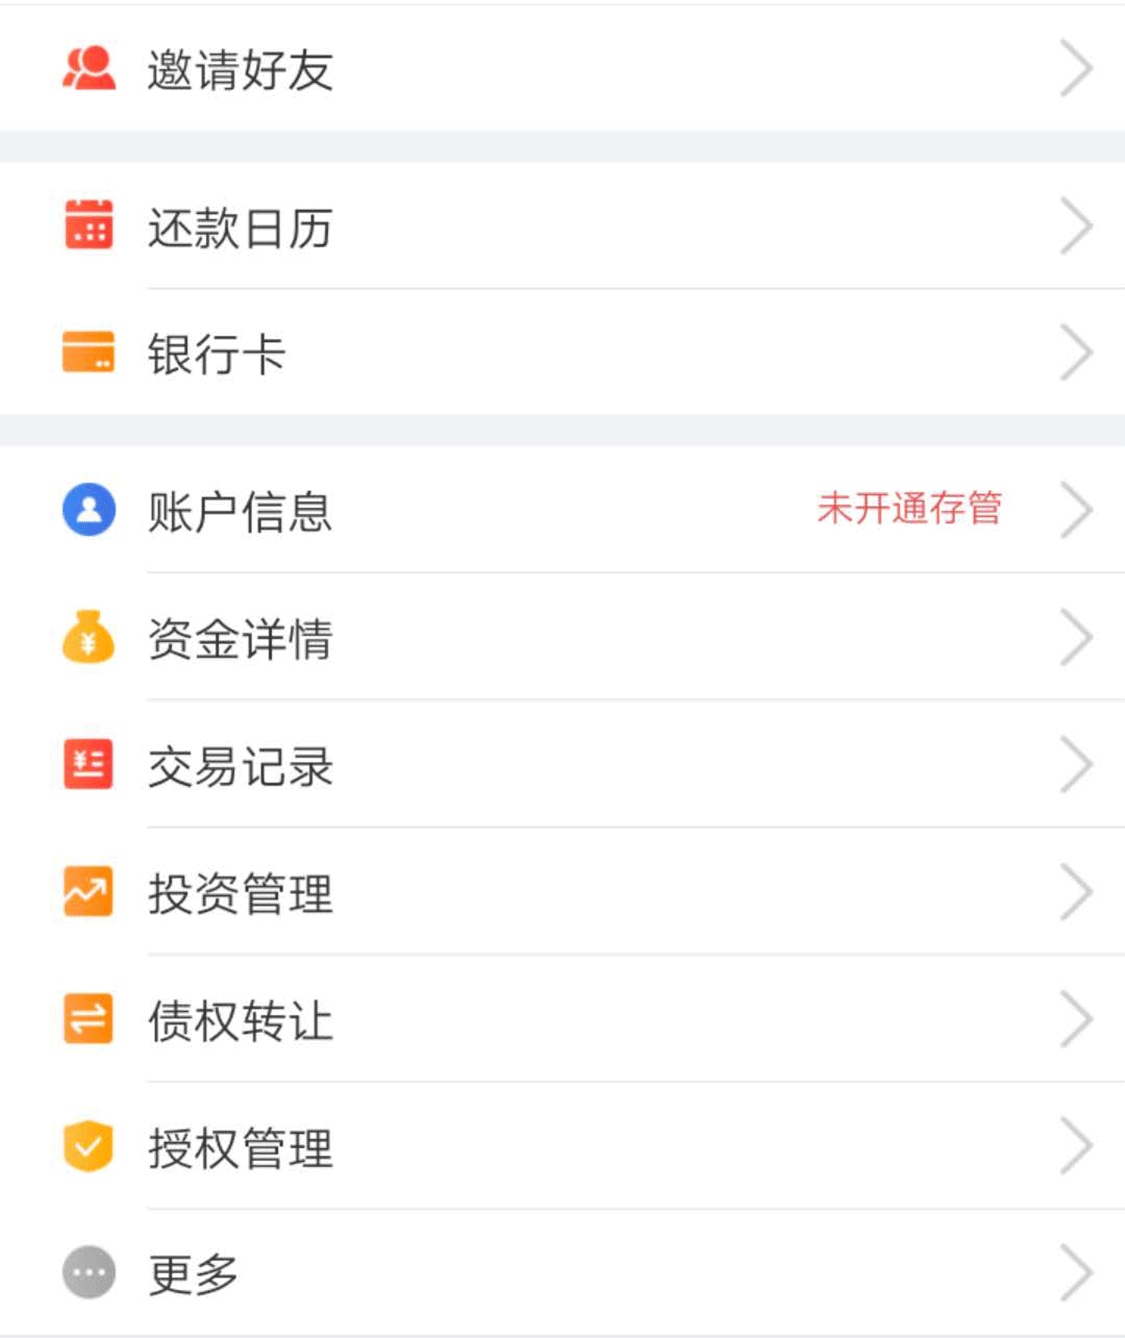 邀请好友
还款日历
银行卡
账户信息 未开通存管
资金详情
交易记录
投资管理
债权转让
授权管理
更多